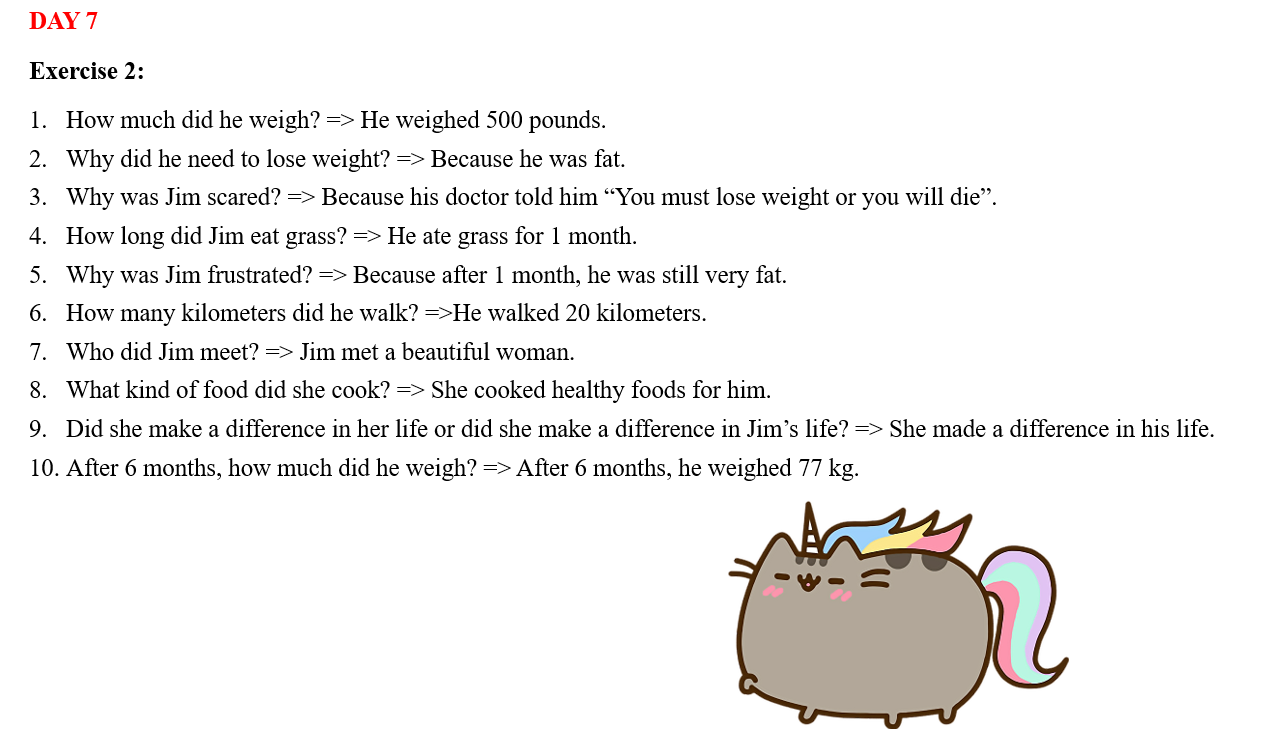 DAY 7
Exercise 2:
1. How much did he weigh? => He weighed 500 pounds.
2. Why did he need to lose weight? => Because he was fat.
3. Why was Jim scared? => Because his doctor told him “You must lose weight or you will die”.
4. How long did Jim eat grass? => He ate grass for 1 month.
5. Why was Jim frustrated? => Because after 1 month, he was still very fat.
6. How many kilometers did he walk? =>He walked 20 kilometers.
7. Who did Jim meet? => Jim met a beautiful woman.
8. What kind of food did she cook? => She cooked healthy foods for him.
9. Did she make a difference in her life or did she make a difference in Jim’s life? => She made a difference in his life.
10. After 6 months, how much did he weigh? => After 6 months, he weighed 77 kg.